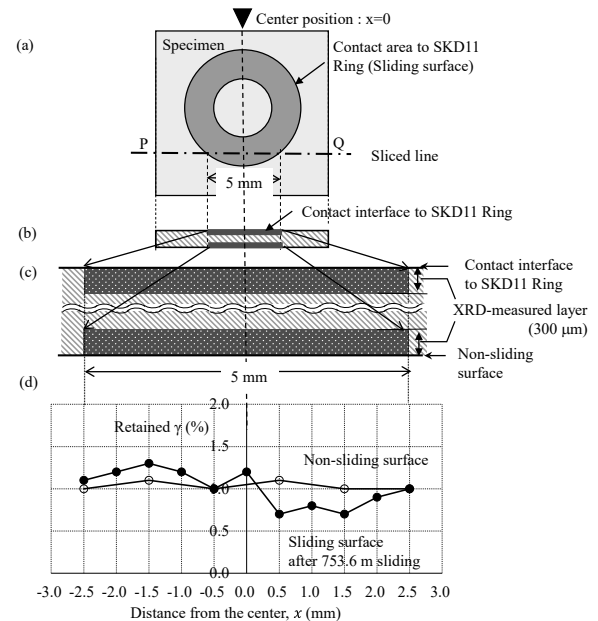 Center position : x=0
(a)
Specimen
Contact area to SKD11
Ring (Sliding surface)
P
Q
Sliced line
5 mm
Contact interface to SKD11 Ring
(b)
(c)
Contact interface
to SKD11 Ring
XRD-measured layer
(300 μm)
Non-sliding
surface
5 mm
(d)
2.0
Retained γ (%)
1.5
Non-sliding surface
1.0
0.5
Sliding surface
after 753.6 m sliding
0.0
-3.0 -2.5 -2.0 -1.5 -1.0 -0.5 0.0 0.5 1.0 1.5 2.0 2.5 3.0
Distance from the center, x (mm)